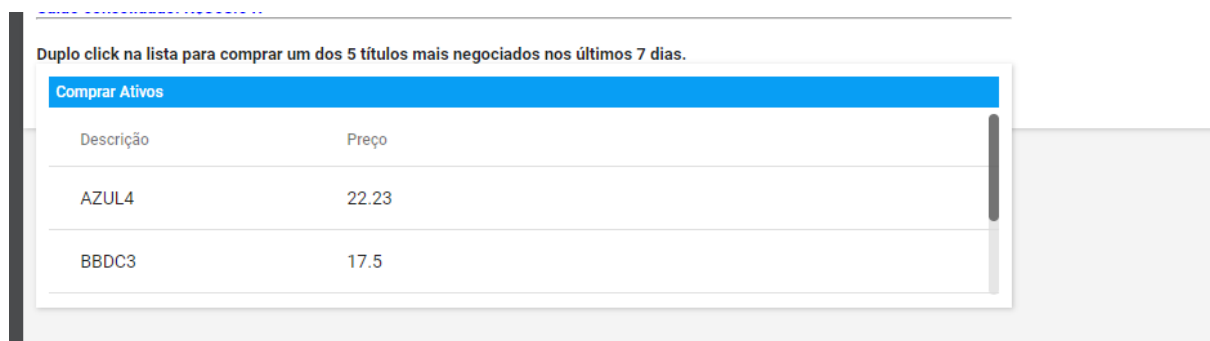 Duplo click na lista para comprar um dos 5 títulos mais negociados nos últimos 7 dias.
Comprar Ativos
Descrição Preço
AZUL4 22.23
BBDC3 17.5